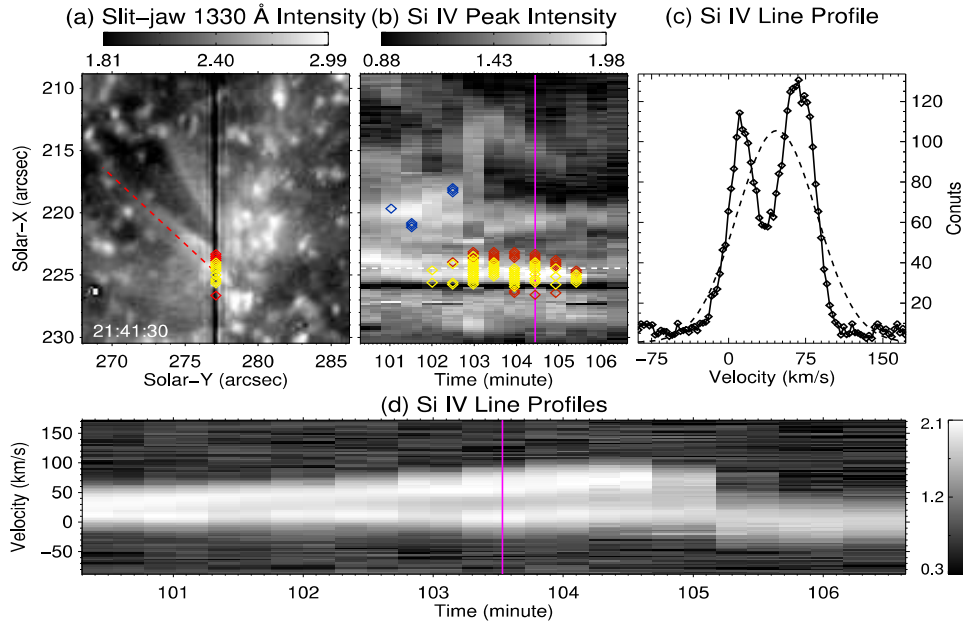 (a) Slit-jaw 1330 Å Intensity
(b) Si IV Peak Intensity
(c) Si IV Line Profile
1.81 2.40 2.99
0.88 1.43 1.98
210
215
220
225
230
Solar-X (arcsec)
21:41:30
270 275 280 285
Solar-Y (arcsec)
101 102 103 104 105 106
Time (minute)
120
100
80
60
40
20
Conuts
-75 0 75 150
Velocity (km/s)
(d) Si IV Line Profiles
150
100
50
0
-50
Velocity (km/s)
2.1
1.2
0.3
101 102 103 104 105 106
Time (minute)